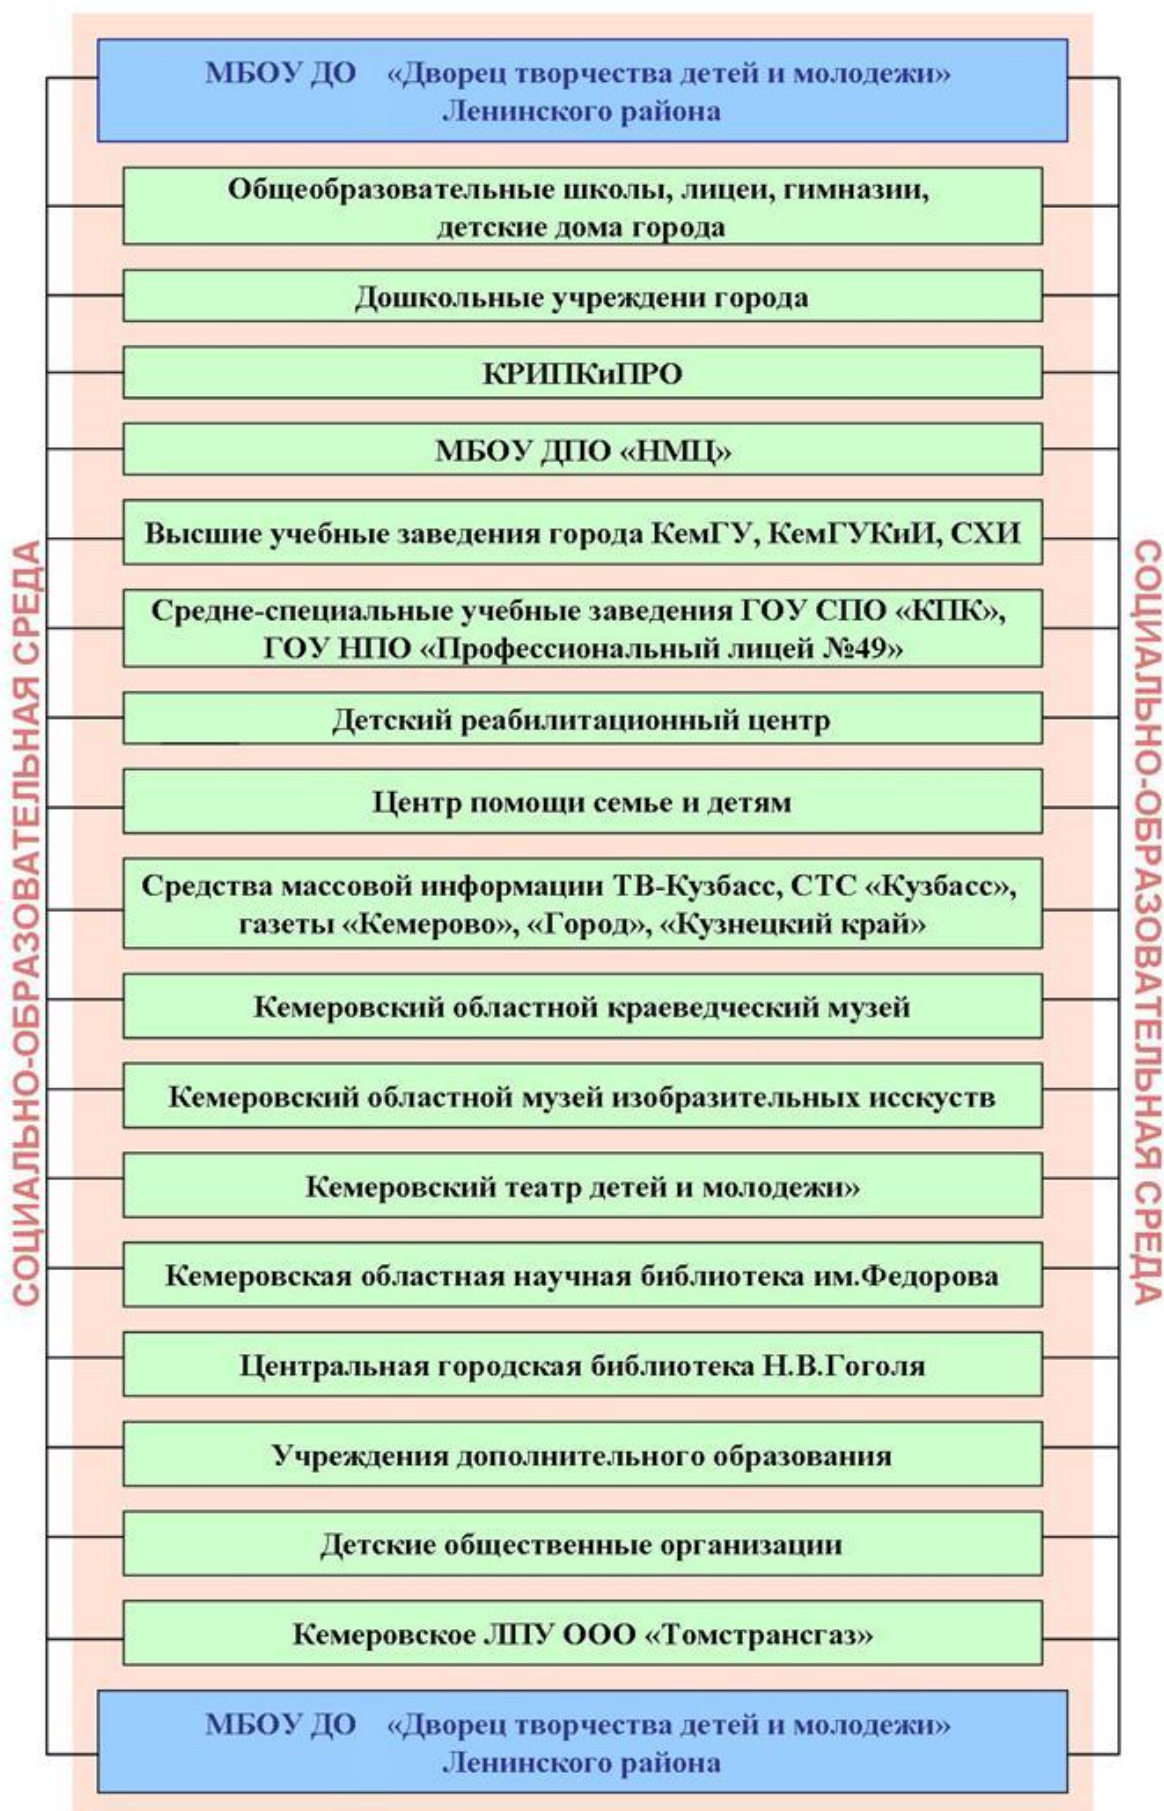 МБОУ ДО «Дворец творчества детей и молодежи»
Ленинского района
Общеобразовательные школы, лицеи, гимназии,
детские дома города
Дошкольные учреждени города
КРИПКиПРО
МБОУ ДПО «НМЦ»
Высшие учебные заведения города КемГУ, КемГУКиИ, СХИ
Средне-специальные учебные заведения ГОУ СПО «КПК»,
ГОУ НПО «Профессиональный лицей №49»
Детский реабилитационный центр
Центр помощи семье и детям
Средства массовой информации ТВ-Кузбасс, СТС «Кузбасс»,
газеты «Кемерово», «Город», «Кузнецкий край»
Кемеровский областной краеведческий музей
Кемеровский областной музей изобразительных исскуств
Кемеровский театр детей и молодежи»
Кемеровская областная научная библиотека им.Федорова
Центральная городская библиотека Н.В.Гоголя
Учреждения дополнительного образования
Детские общественные организации
Кемеровское ЛПУ ООО «Томстрансгаз»
МБОУ ДО «Дворец творчества детей и молодежи»
Ленинского района
СОЦИАЛЬНО-ОБРАЗОВАТЕЛЬНАЯ СРЕДА
СОЦИАЛЬНО-ОБРАЗОВАТЕЛЬНАЯ СРЕДА